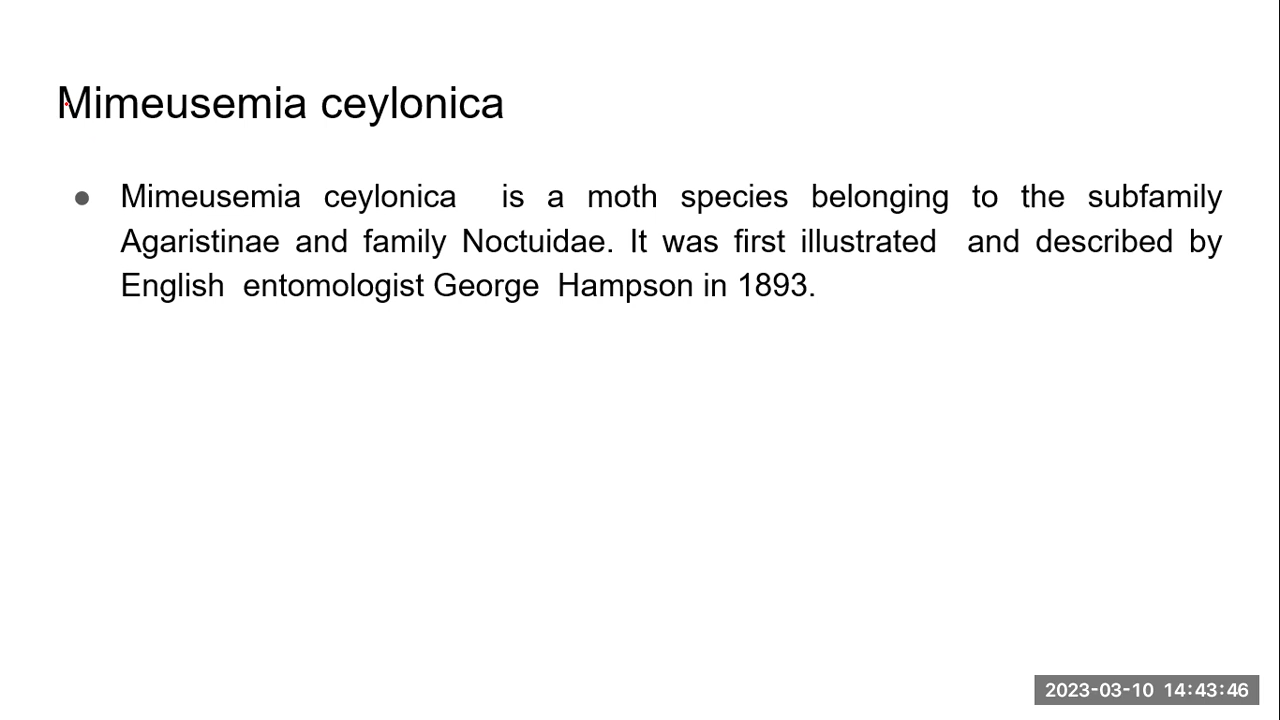 Mimeusemia ceylonica
● Mimeusemia ceylonica is a moth species belonging to the subfamily
Agaristinae and family Noctuidae. It was first illustrated and described by
English entomologist George Hampson in 1893.
2023-03-10 14:43:46